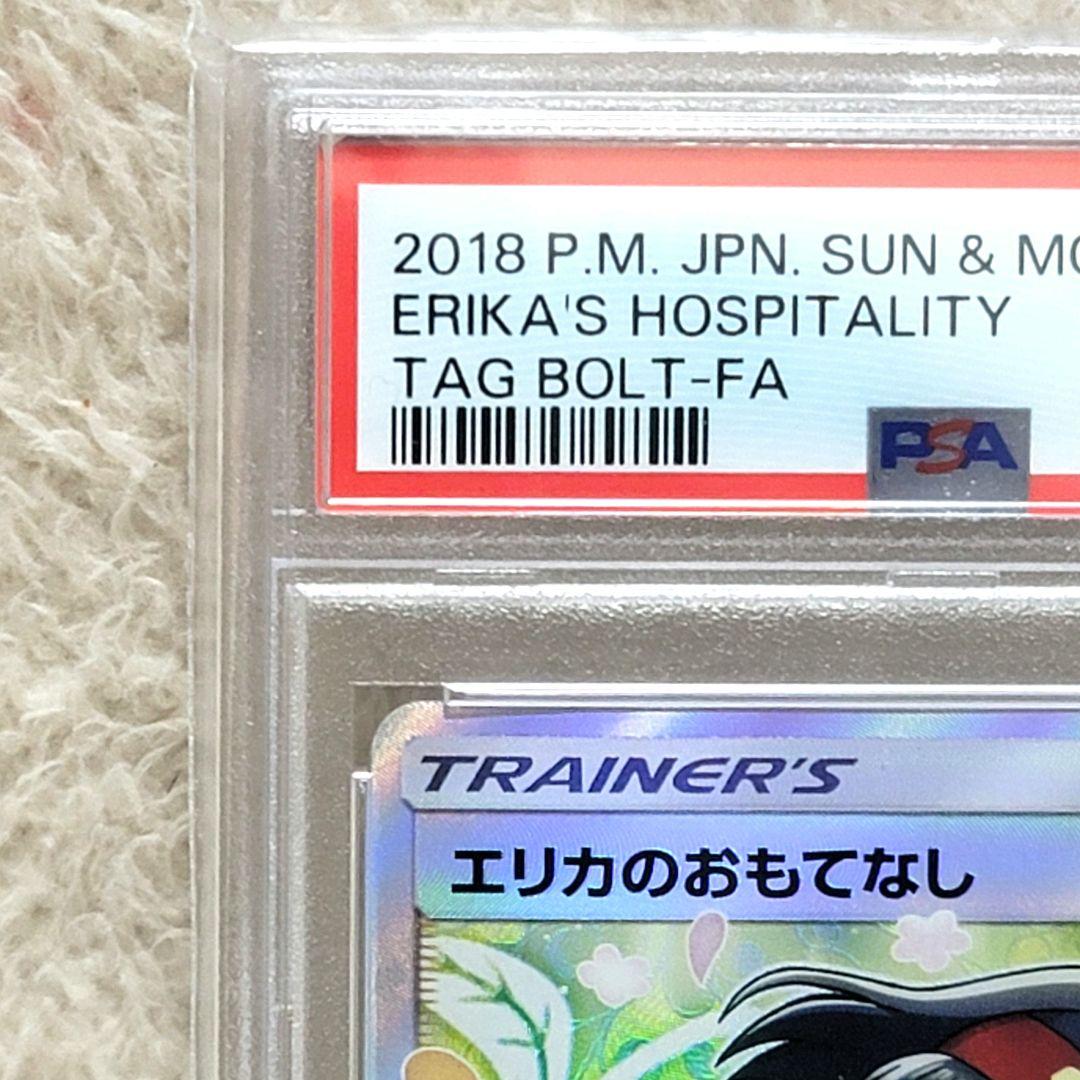 2018 P.M. JPN. SUN & MO
ERIKA'S HOSPITALITY
TAG BOLT-FA
PSA
TRAINER'S
エリカのおもてなし